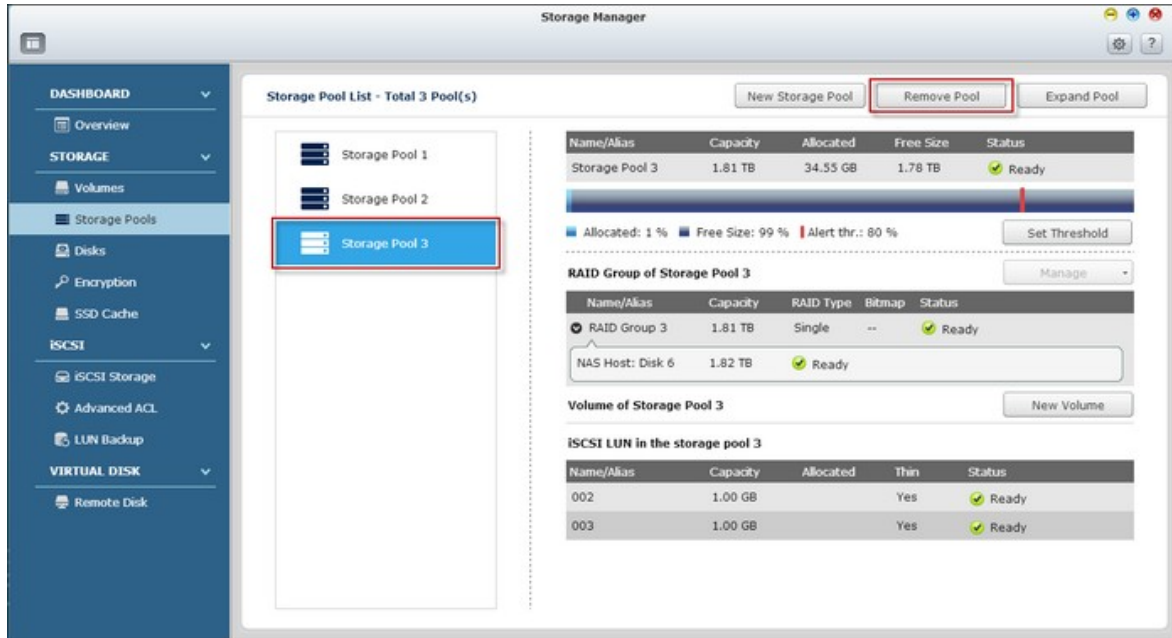 Storage Manager
?
DASHBOARD
Overview
STORAGE
Volumes
Storage Pools
Disks
Encryption
SSD Cache
iSCSI
iSCSI Storage
Advanced ACL
LUN Backup
VIRTUAL DISK
Remote Disk
Storage Pool List - Total 3 Pool(s)
New Storage Pool Remove Pool Expand Pool
Storage Pool 1
Storage Pool 2
Storage Pool 3
Name/Alias Capacity Allocated Free Size Status
Storage Pool 3 1.81 TB 34.55 GB 1.78 TB Ready
Allocated: 1 % Free Size: 99 % Alert thr.: 80 % Set Threshold
RAID Group of Storage Pool 3 Manage
Name/Alias Capacity RAID Type Bitmap Status
RAID Group 3 1.81 TB Single -- Ready
NAS Host: Disk 6 1.82 TB Ready
Volume of Storage Pool 3 New Volume
iSCSI LUN in the storage pool 3
Name/Alias Capacity Allocated Thin Status
002 1.00 GB Yes Ready
003 1.00 GB Yes Ready